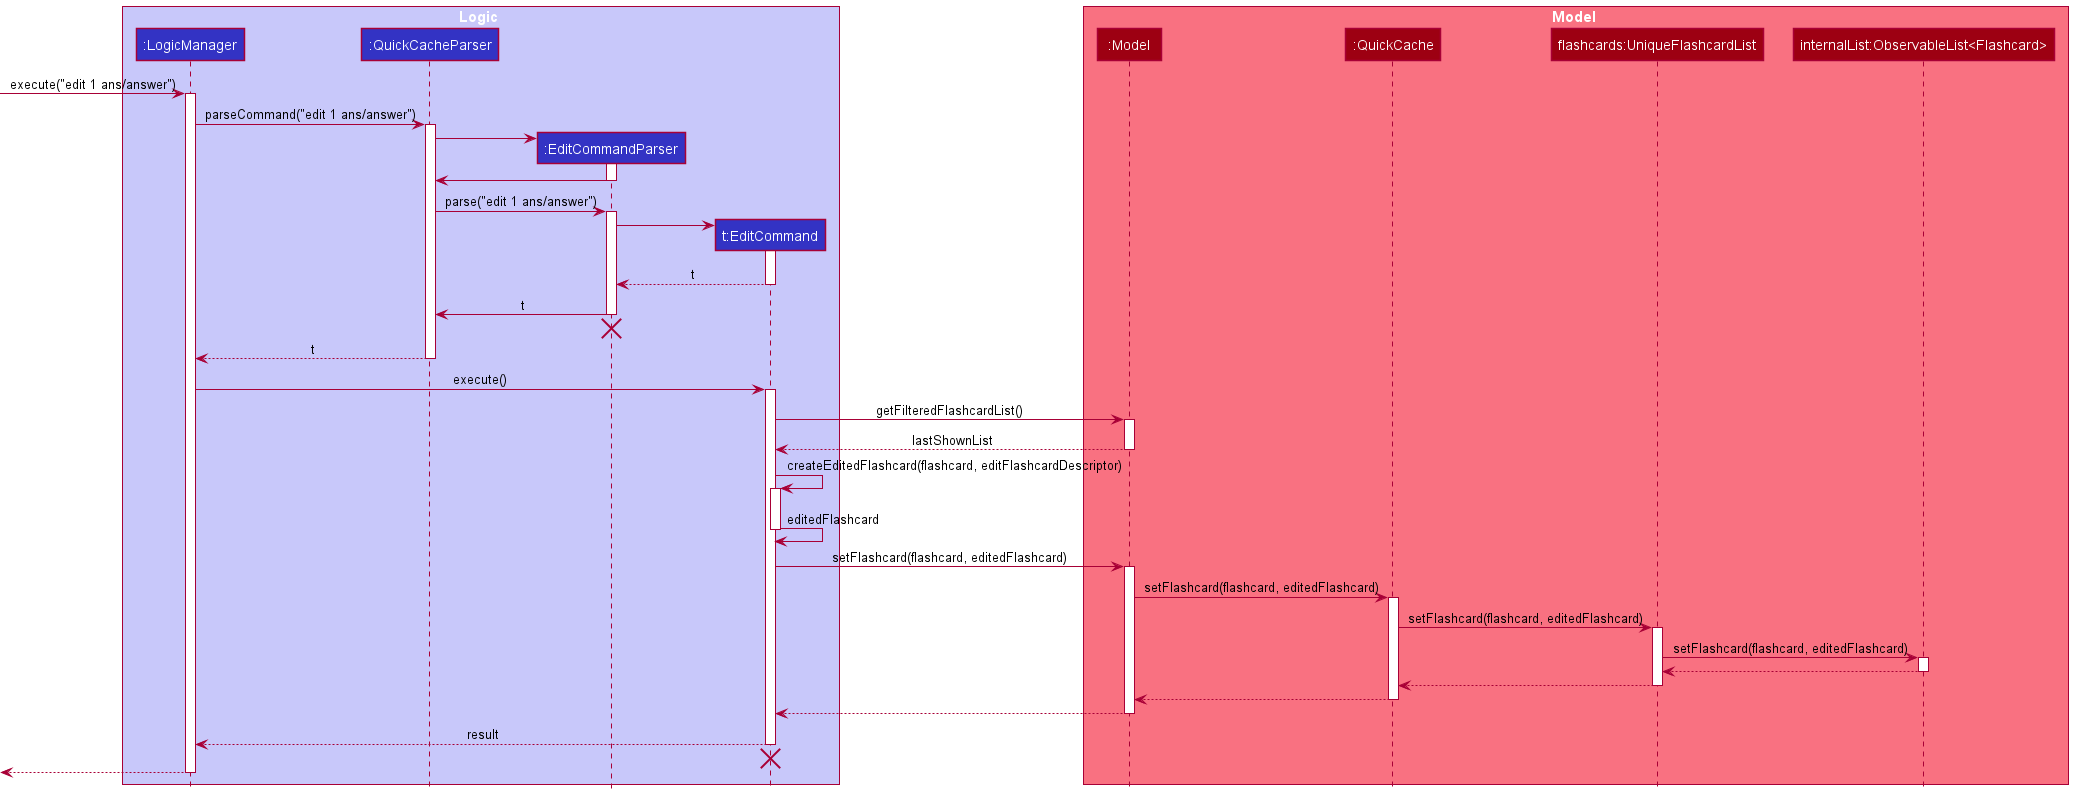 Logic
Model
:LogicManager
:QuickCacheParser
:Model
:QuickCache
flashcards:UniqueFlashcardList
internalList:ObservableList<Flashcard>
execute("edit 1 ans/answer")
parseCommand("edit 1 ans/answer")
:EditCommandParser
parse("edit 1 ans/answer")
t:EditCommand
t
t
t
execute()
getFilteredFlashcardList()
lastShownList
createEditedFlashcard(flashcard, editFlashcardDescriptor)
editedFlashcard
setFlashcard(flashcard, editedFlashcard)
setFlashcard(flashcard, editedFlashcard)
setFlashcard(flashcard, editedFlashcard)
setFlashcard(flashcard, editedFlashcard)
result